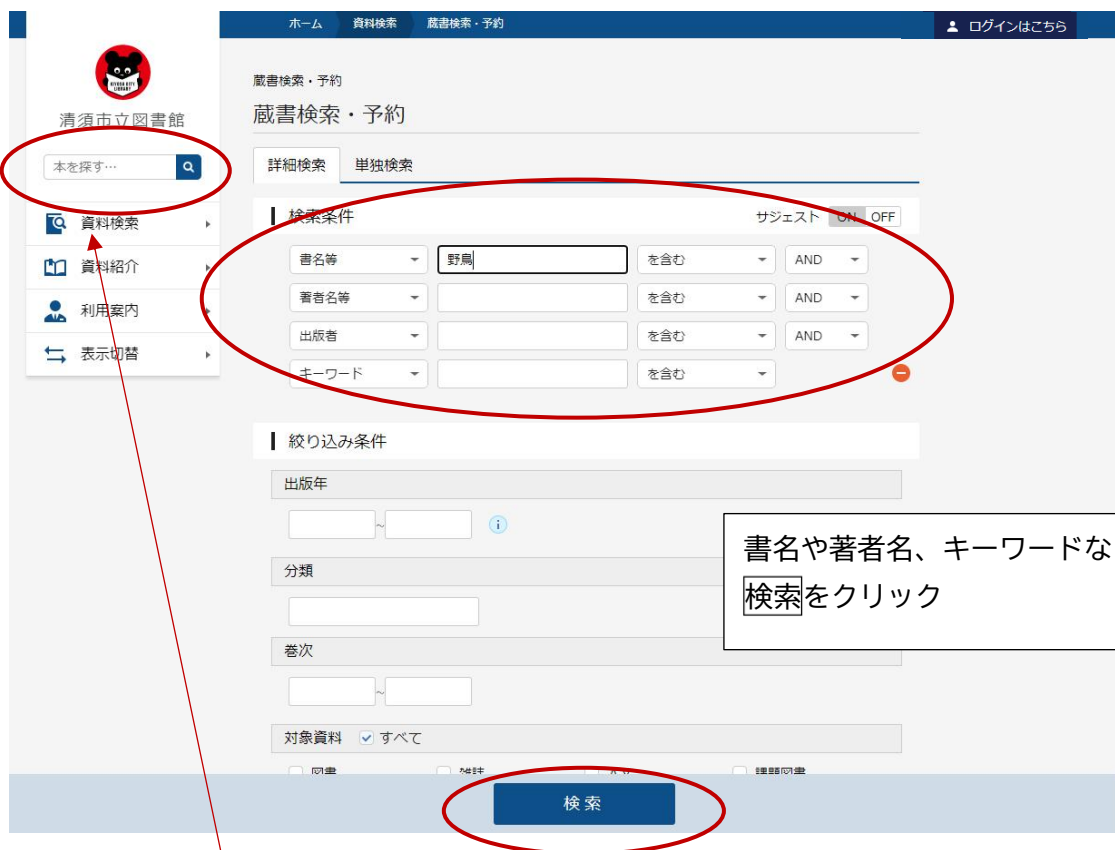 ホーム 資料検索 蔵書検索・予約
ログインはこちら
清須市立図書館
本を探す…
資料検索
資料紹介
利用案内
表示切替
蔵書検索・予約
蔵書検索・予約
詳細検索 単独検索
検索条件 サジェスト ON OFF
書名等 野鳥 を含む AND
著者名等 を含む AND
出版者 を含む AND
キーワード を含む
絞り込み条件
出版年
~
分類
巻次
~
対象資料 すべて
図書 雑誌 課題図書
書名や著者名、キーワードな
検索をクリック
検索